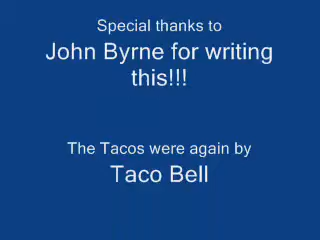 Special thanks to
John Byrne for writing
this!!!
The Tacos were again by
Taco Bell